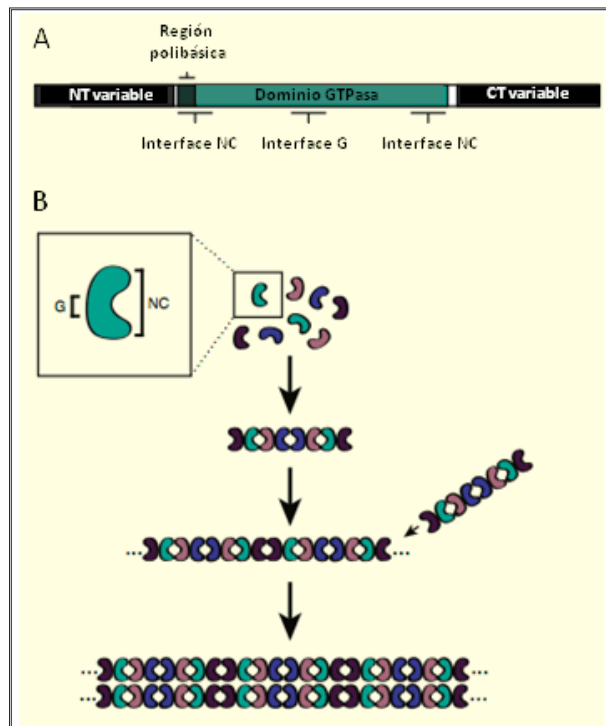 A
Región
polibásica
NT variable
Dominio GTPasa
CT variable
Interface NC
Interface G
Interface NC
B
G
NC
...
...
...
...
...
...